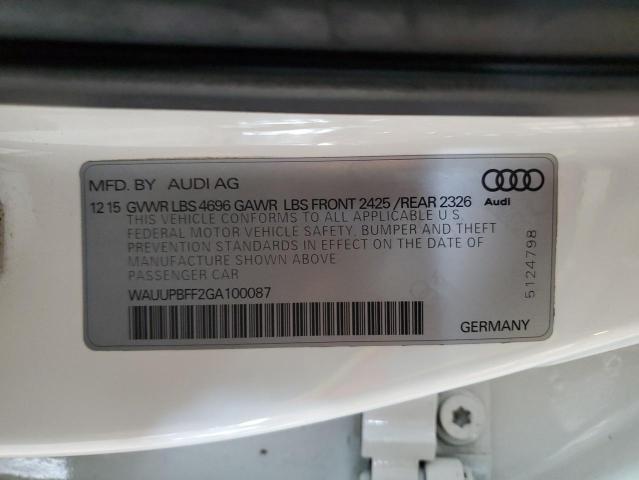 MFD. BY AUDI AG
12 15 GVWR LBS 4696 GAWR LBS FRONT 2425 /REAR 2326
Audi
THIS VEHICLE CONFORMS TO ALL APPLICABLE U.S.
FEDERAL MOTOR VEHICLE SAFETY, BUMPER AND THEFT
PREVENTION STANDARDS IN EFFECT ON THE DATE OF
MANUFACTURE SHOWN ABOVE.
PASSENGER CAR
WAUUPBFF2GA100087
5124798
GERMANY